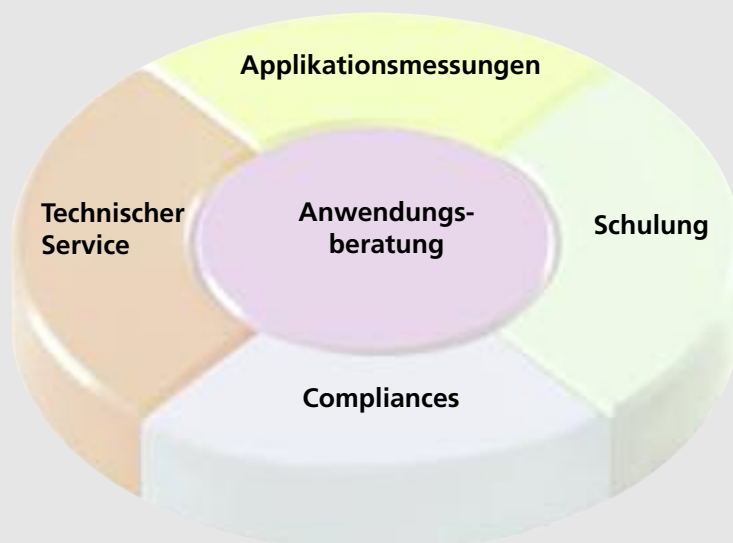 Applikationsmessungen
Technischer
Service
Anwendungs-
beratung
Schulung
Compliances